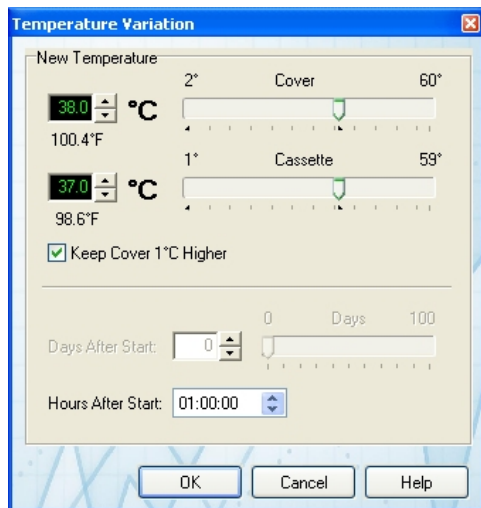 Temperature Variation
New Temperature
2° Cover 60°
38.0 °C
100.4°F
1° Cassette 59°
37.0 °C
98.6°F
Keep Cover 1°C Higher
0 Days 100
Days After Start: 0
Hours After Start: 01:00:00
OK Cancel Help